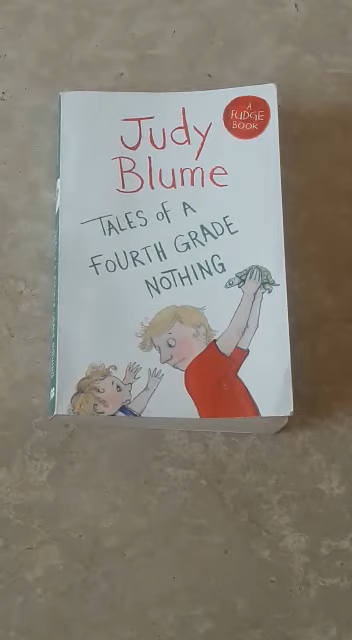 A
FUDGE
BOOK
Judy
Blume
TALES OF A
FOURTH GRADE
NOTHING